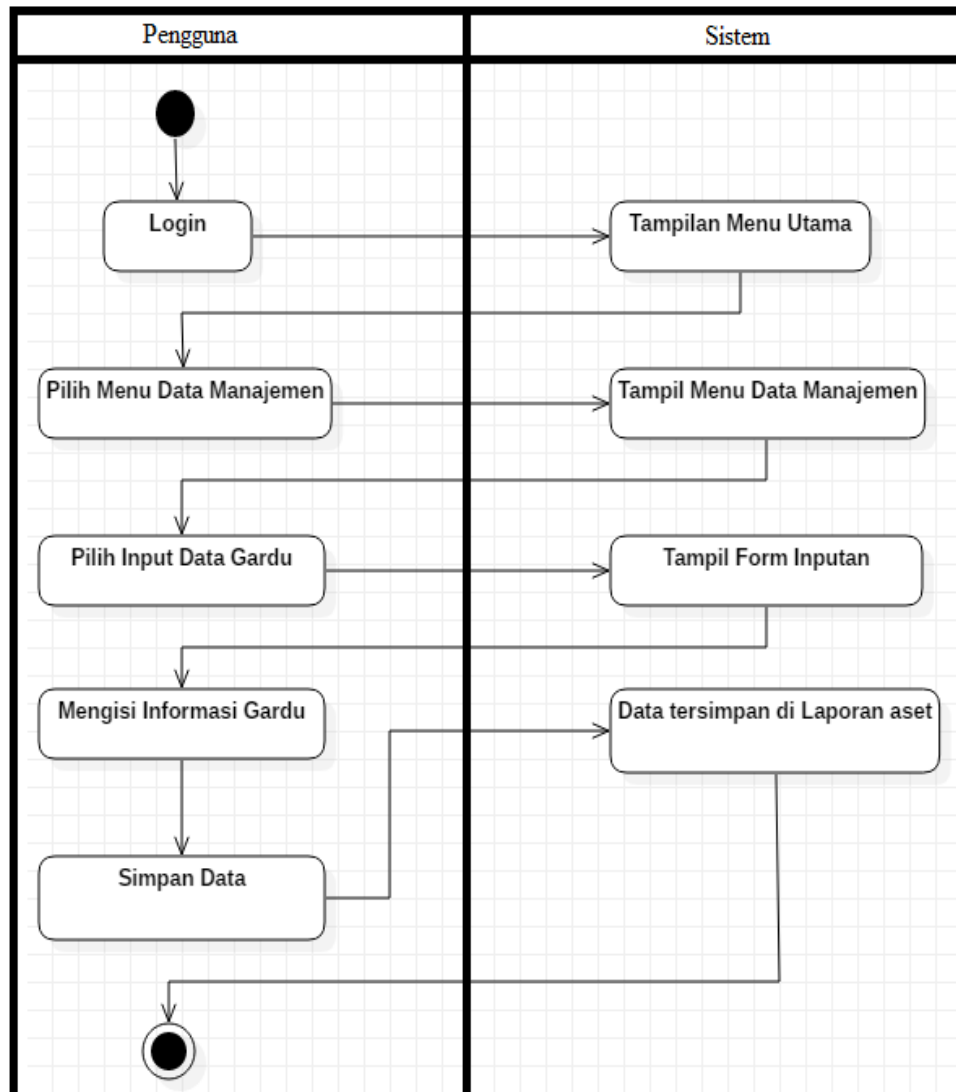 Pengguna
Sistem
Login
Tampilan Menu Utama
Pilih Menu Data Manajemen
Tampil Menu Data Manajemen
Pilih Input Data Gardu
Tampil Form Inputan
Mengisi Informasi Gardu
Data tersimpan di Laporan aset
Simpan Data